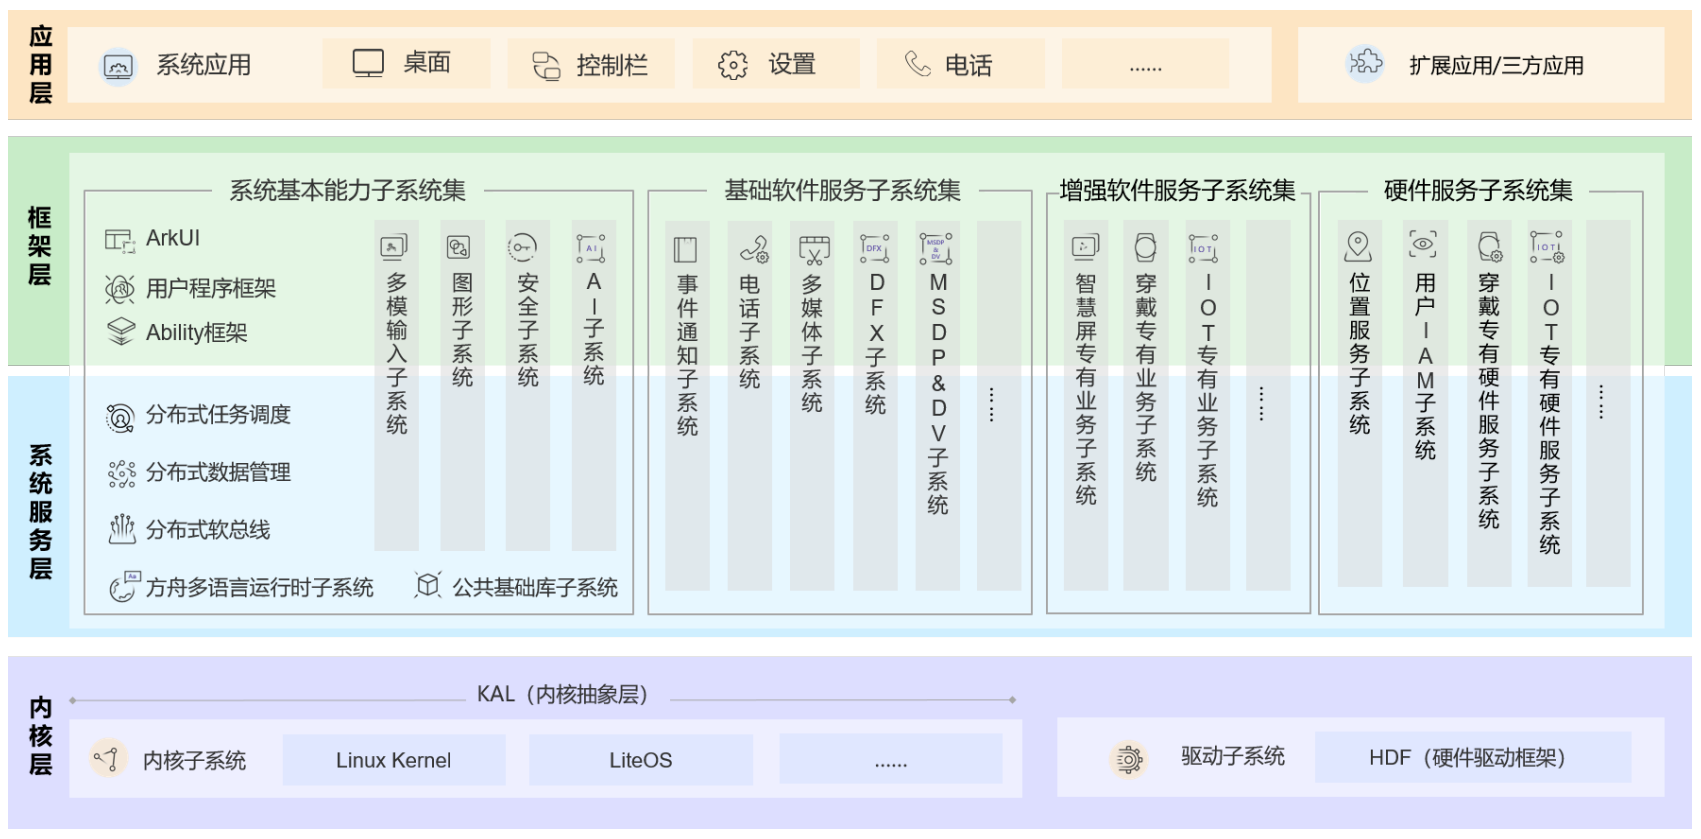 应用层
系统应用
桌面
控制栏
设置
电话
......
扩展应用/三方应用
框架层
系统基本能力子系统集
ArkUI
用户程序框架
Ability框架
多模输入子系统
图形子系统
安全子系统
AI
AI子系统
基础软件服务子系统集
事件通知子系统
电话子系统
多媒体子系统
DFX
DFX子系统
MSDP
&
DV
MSDP&DV子系统
......
增强软件服务子系统集
智慧屏专有业务子系统
穿戴专有业务子系统
IOT
IOT专有业务子系统
......
硬件服务子系统集
位置服务子系统
用户IAM子系统
穿戴专有硬件服务子系统
IOT
IOT专有硬件服务子系统
......
系统服务层
分布式任务调度
分布式数据管理
分布式软总线
Aa
方舟多语言运行时子系统
公共基础库子系统
内核层
KAL（内核抽象层）
内核子系统
Linux Kernel
LiteOS
......
驱动子系统
HDF（硬件驱动框架）